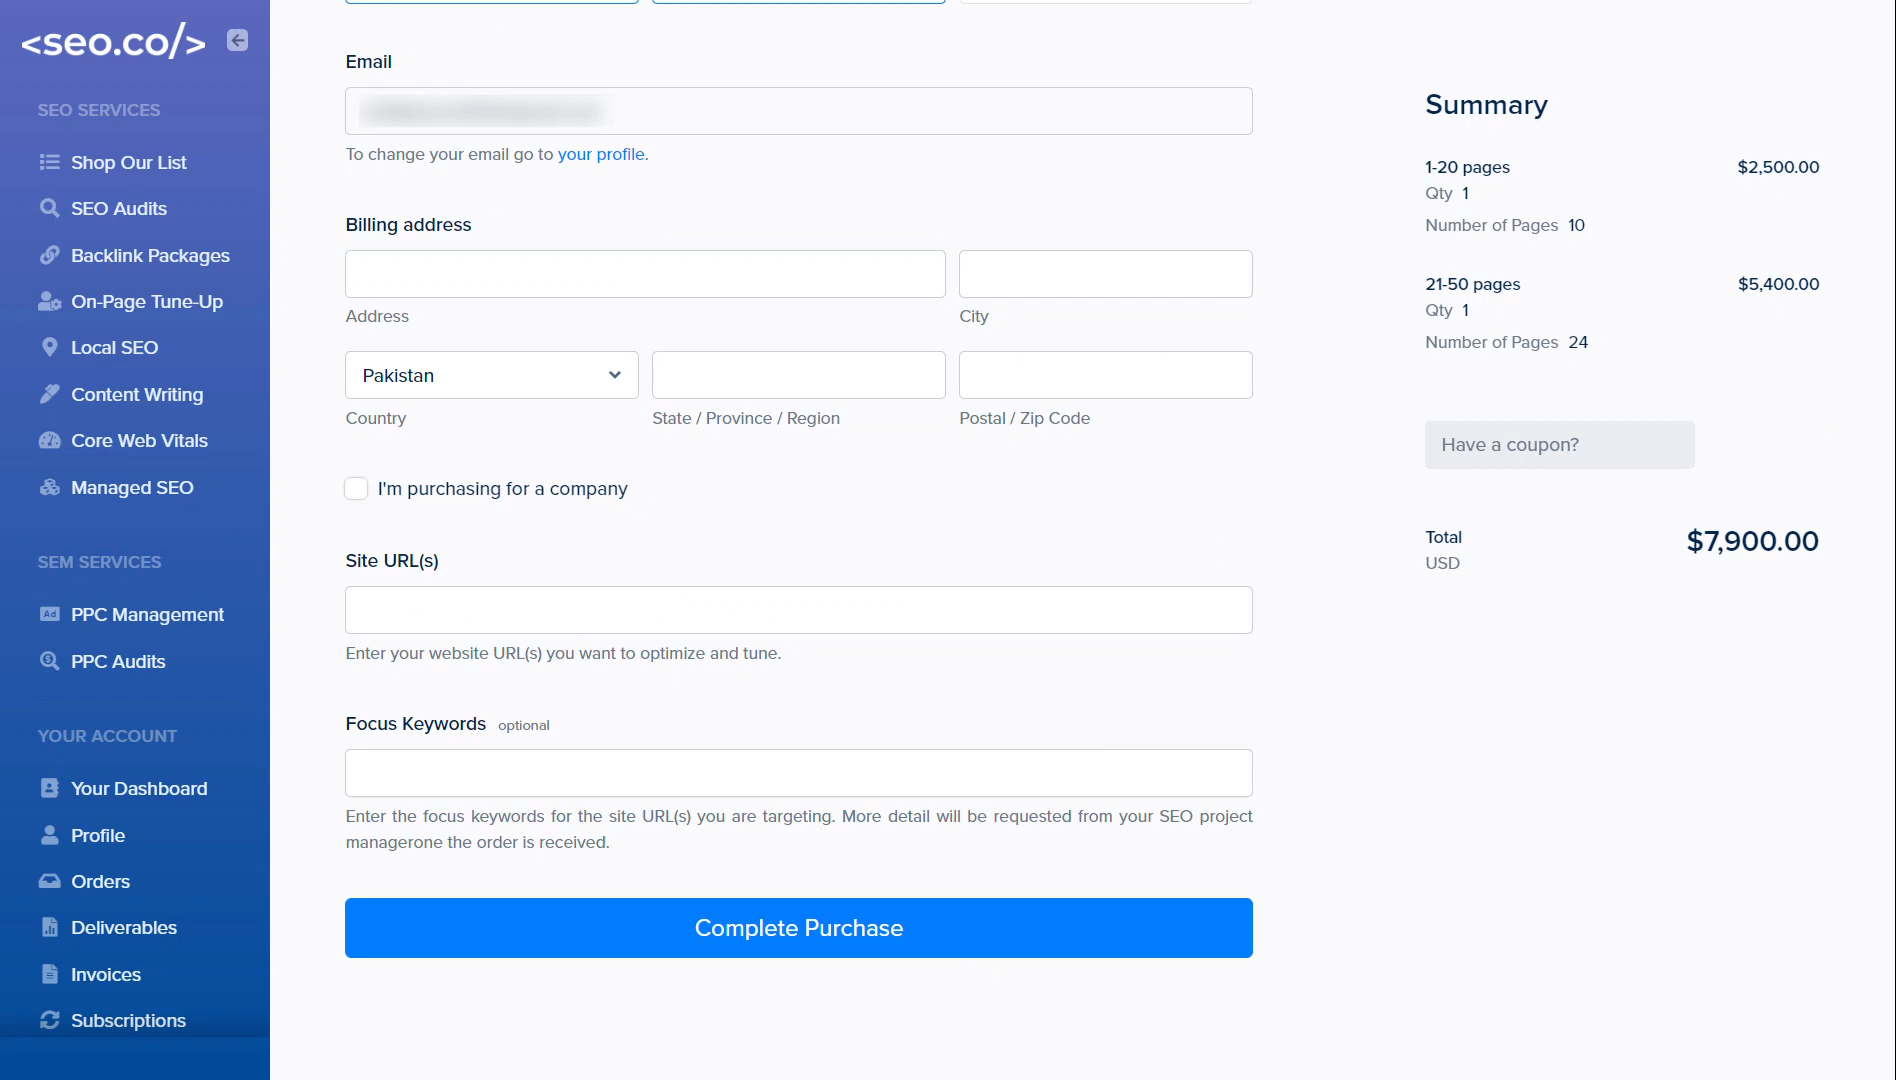 <seo.co/>
SEO SERVICES
Shop Our List
SEO Audits
Backlink Packages
On-Page Tune-Up
Local SEO
Content Writing
Core Web Vitals
Managed SEO
SEM SERVICES
Ad PPC Management
PPC Audits
YOUR ACCOUNT
Your Dashboard
Profile
Orders
Deliverables
Invoices
Subscriptions
Email
To change your email go to your profile.
Billing address
Address
City
Pakistan
Country
State / Province / Region
Postal / Zip Code
I'm purchasing for a company
Site URL(s)
Enter your website URL(s) you want to optimize and tune.
Focus Keywords optional
Enter the focus keywords for the site URL(s) you are targeting. More detail will be requested from your SEO project
managerone the order is received.
Complete Purchase
Summary
1-20 pages $2,500.00
Qty 1
Number of Pages 10
21-50 pages $5,400.00
Qty 1
Number of Pages 24
Have a coupon?
Total $7,900.00
USD